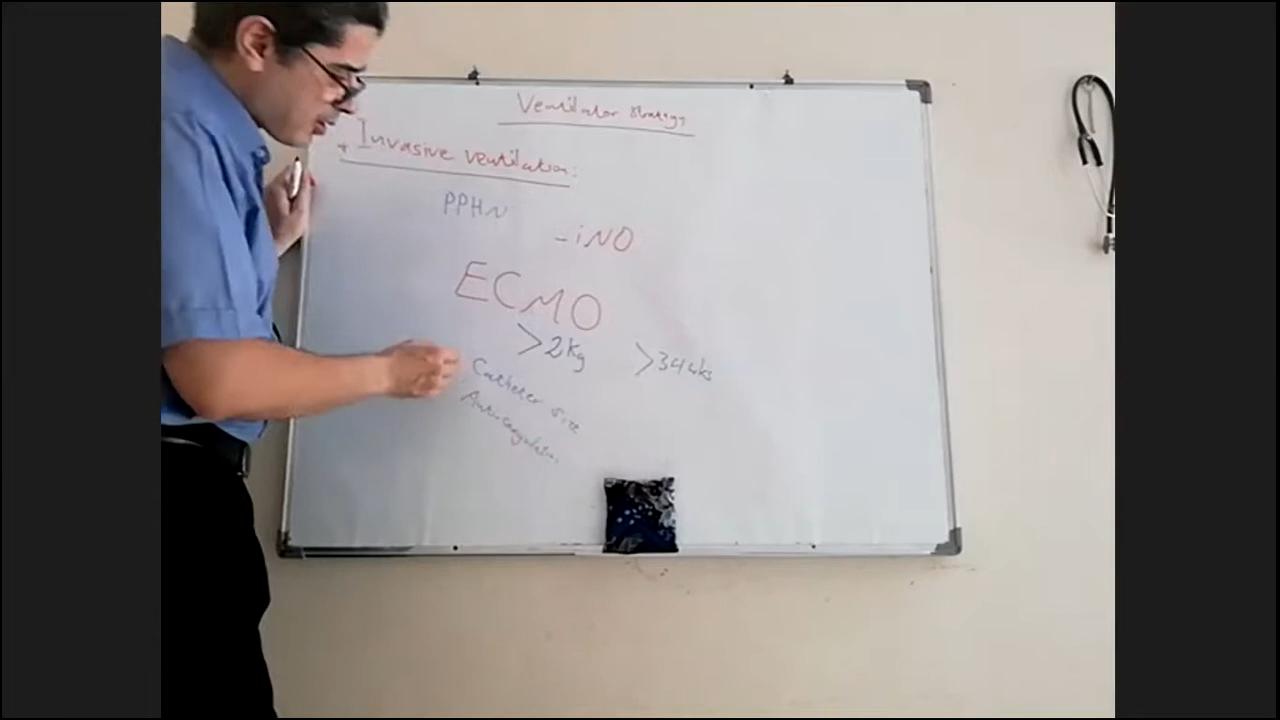 Ventilator strategy
+ Invasive ventilation:
PPHN
- iNO
ECMO
>2Kg >34wks
Catheter size
Anticoagulation